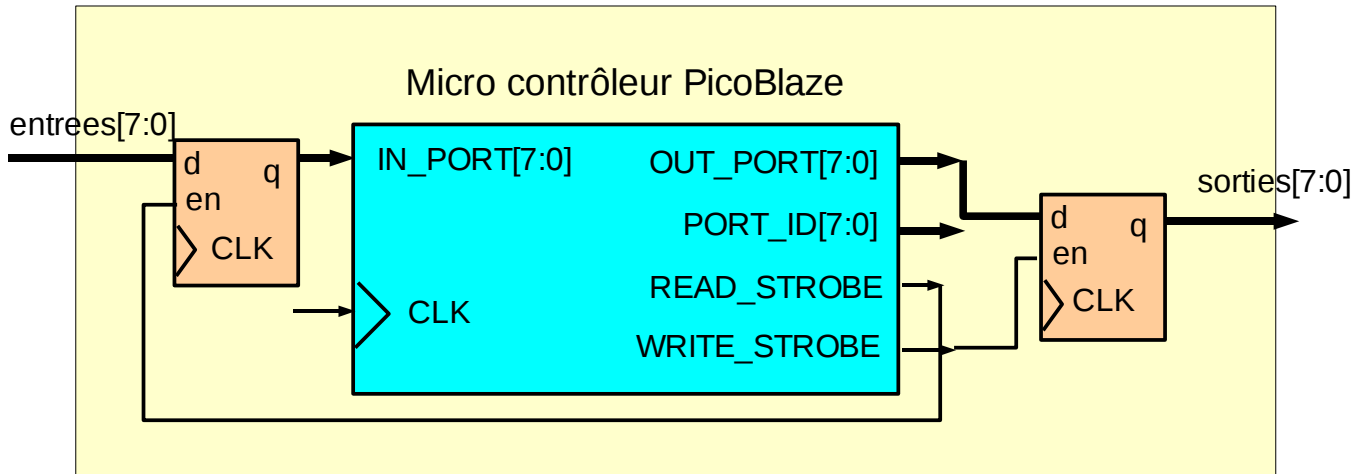 Micro contrôleur PicoBlaze
entrees[7:0]
d
q
en
CLK
IN_PORT[7:0]
CLK
OUT_PORT[7:0]
PORT_ID[7:0]
READ_STROBE
WRITE_STROBE
sorties[7:0]
d
q
en
CLK